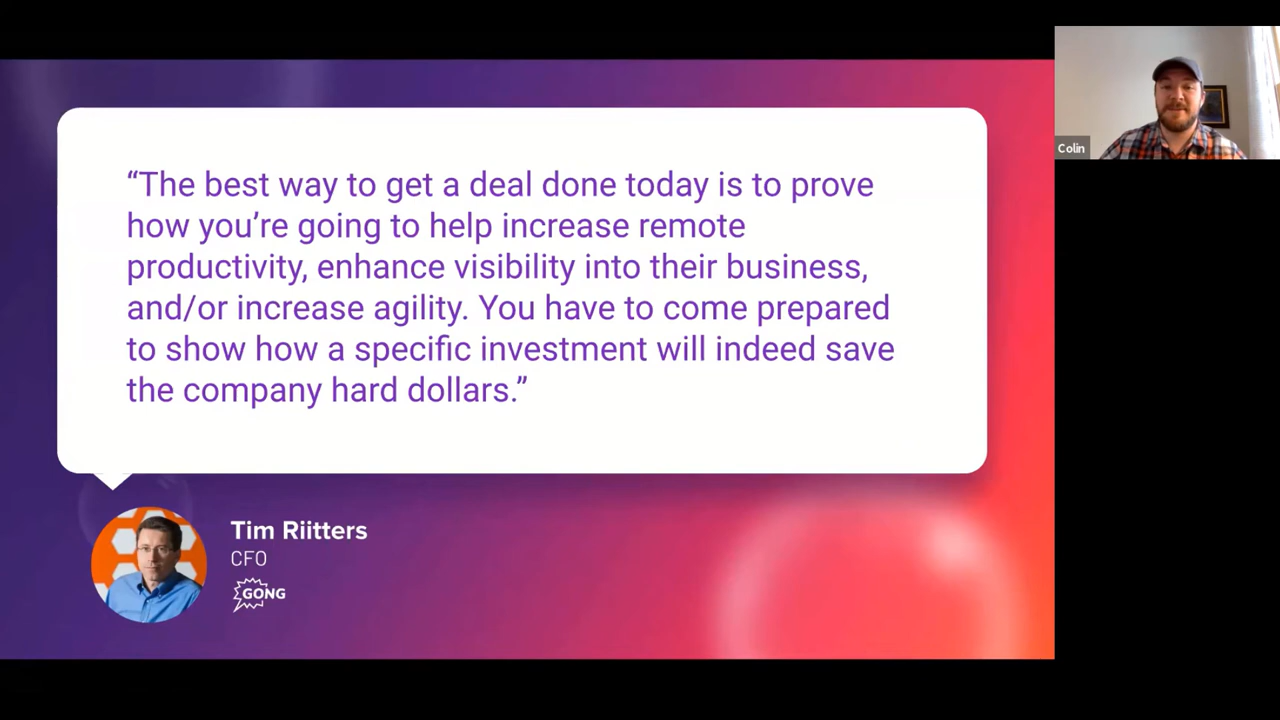 “The best way to get a deal done today is to prove
how you’re going to help increase remote
productivity, enhance visibility into their business,
and/or increase agility. You have to come prepared
to show how a specific investment will indeed save
the company hard dollars.”
Tim Riitters
CFO
GONG
Colin